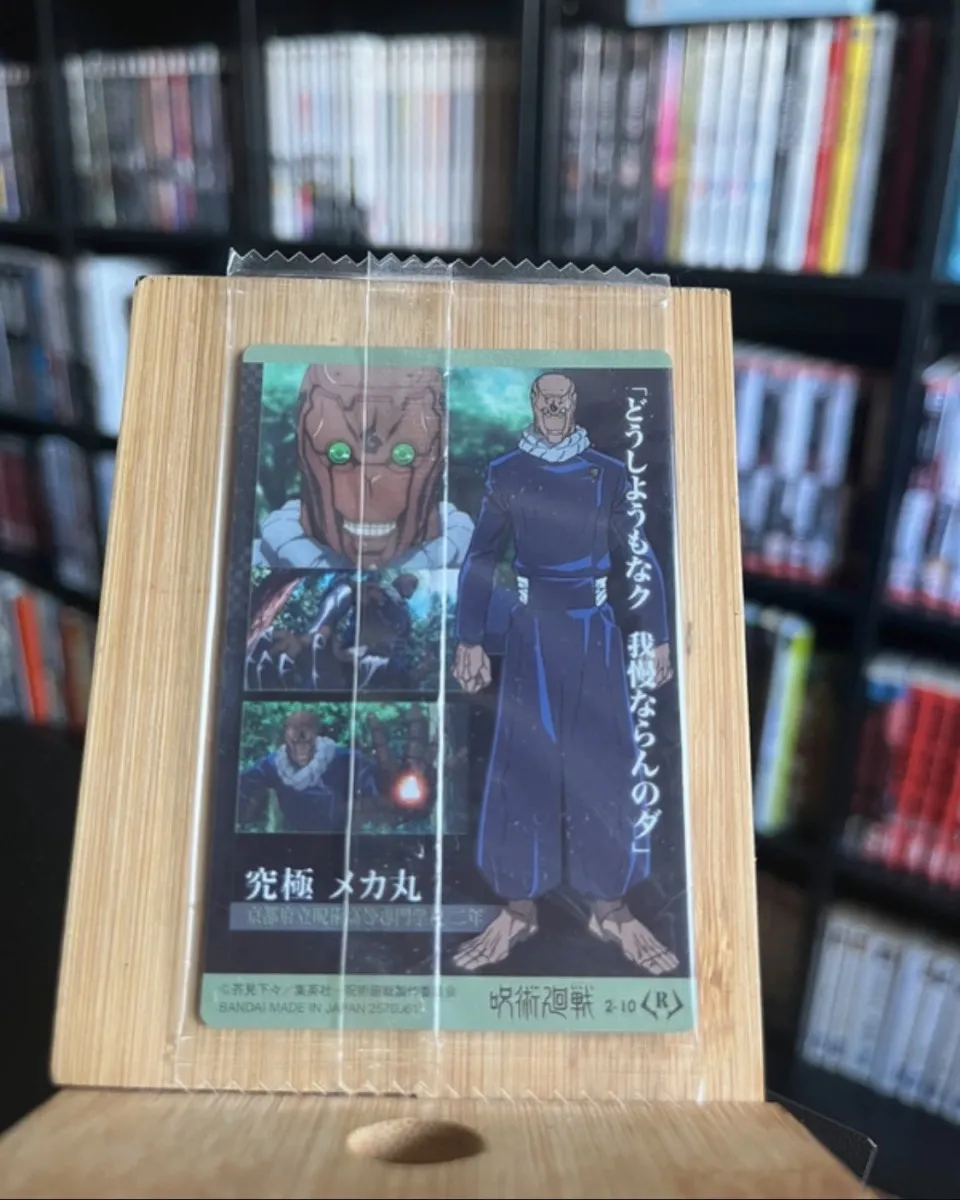 「どうしようもなク 我慢ならんのダ」
究極 メカ丸
©芥見下々/集英社・呪術廻戦製作委員会
BANDAI MADE IN JAPAN
呪術廻戦 2-10 R